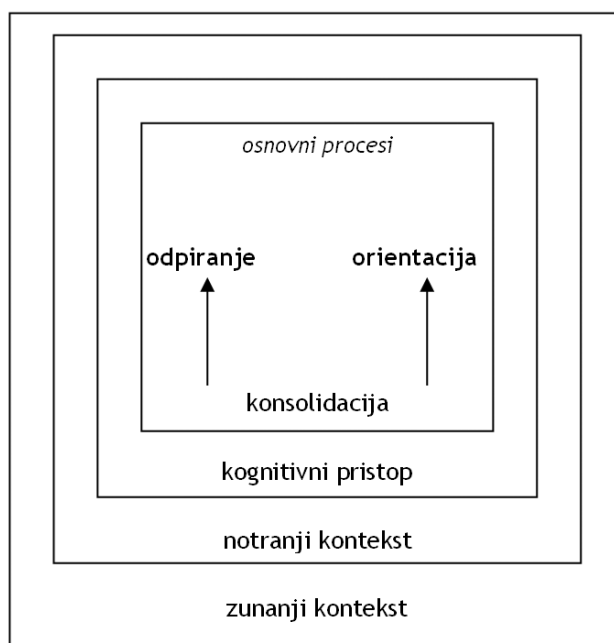 osnovni procesi
odpiranje orientacija
konsolidacija
kognitivni pristop
notranji kontekst
zunanji kontekst